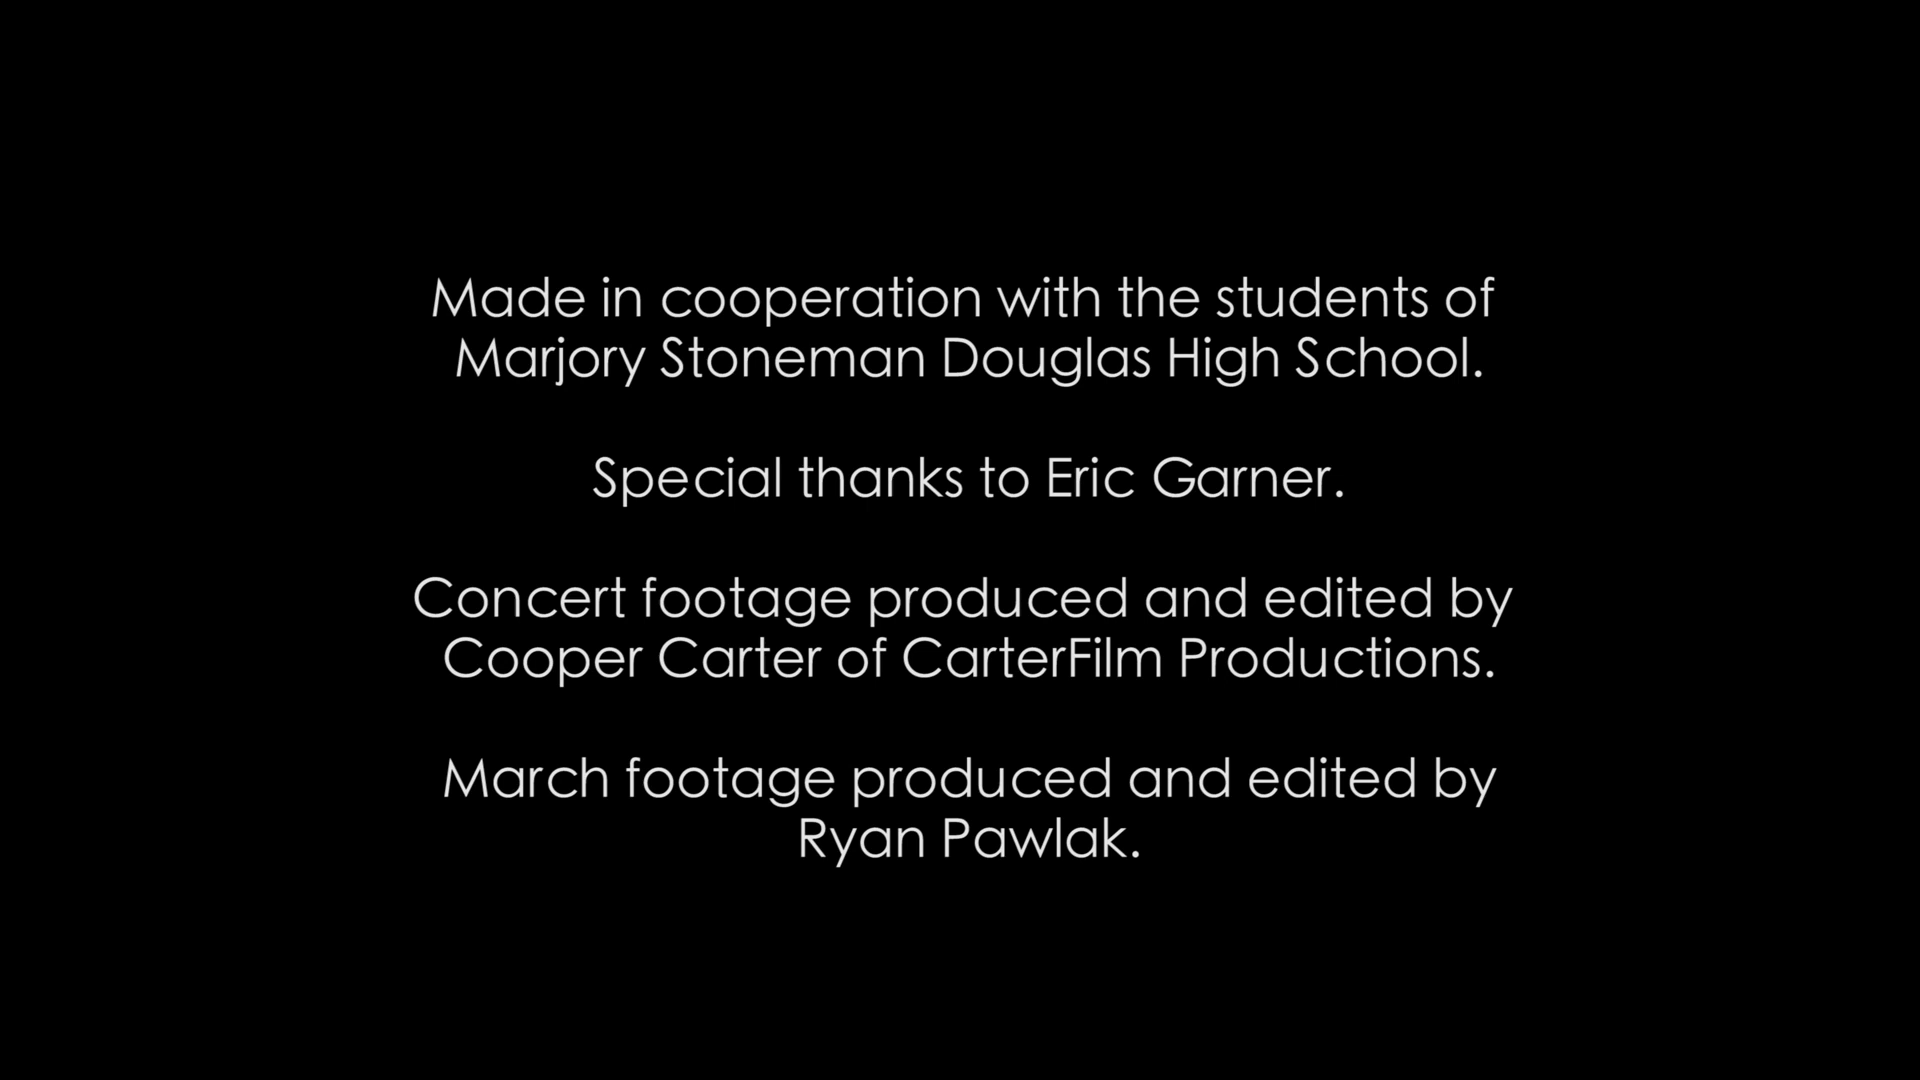 Made in cooperation with the students of
Marjory Stoneman Douglas High School.
Special thanks to Eric Garner.
Concert footage produced and edited by
Cooper Carter of CarterFilm Productions.
March footage produced and edited by
Ryan Pawlak.